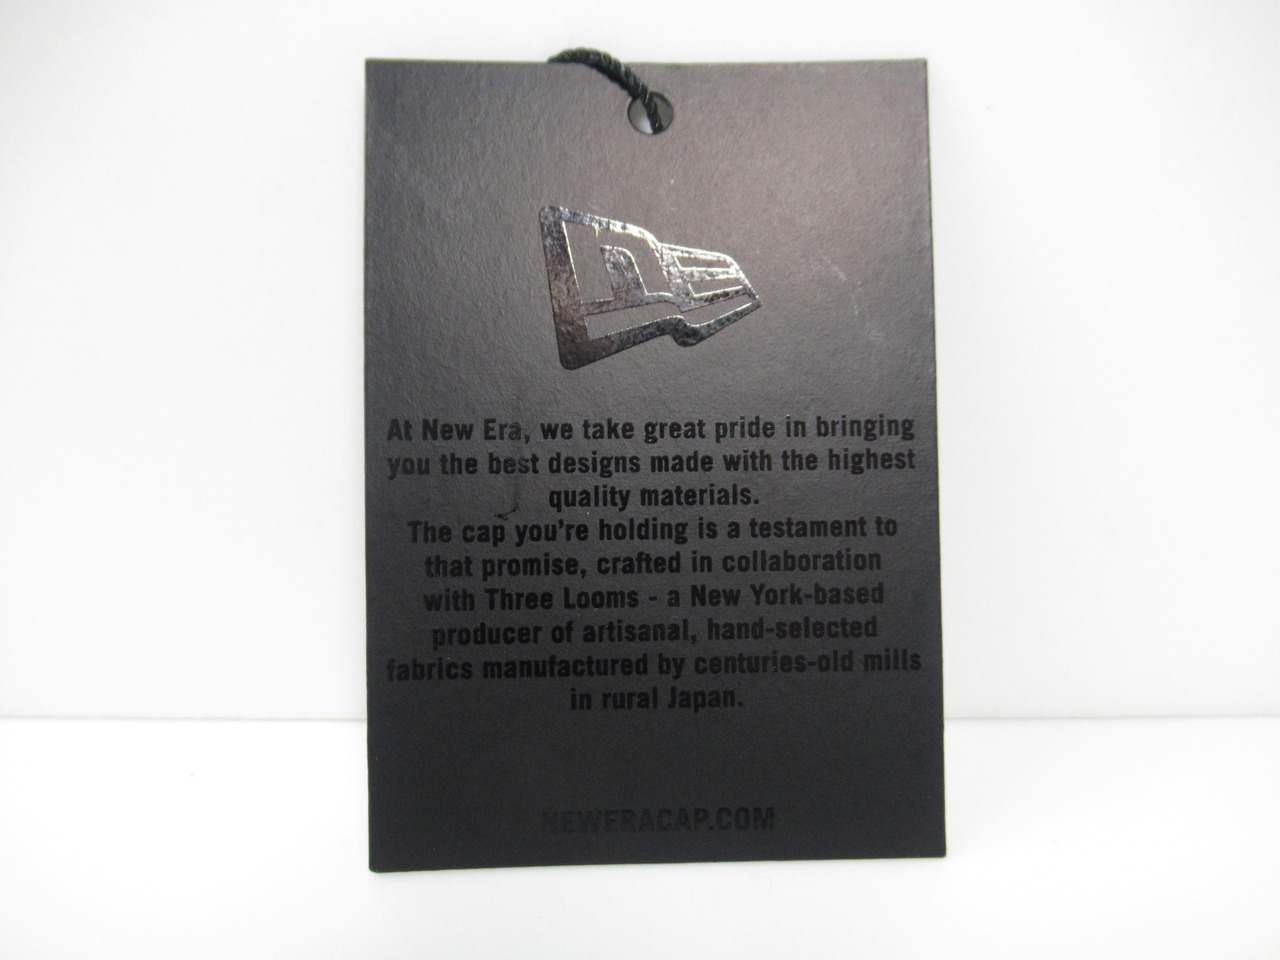 At New Era, we take great pride in bringing
you the best designs made with the highest
quality materials.
The cap you're holding is a testament to
that promise, crafted in collaboration
with Three Looms - a New York-based
producer of artisanal, hand-selected
fabrics manufactured by centuries-old mills
in rural Japan.
NEWERACAP.COM